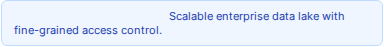 Scalable enterprise data lake with
fine-grained access control.